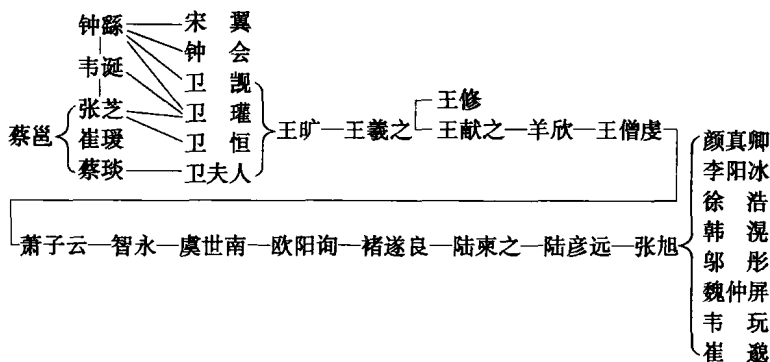 钟繇 宋翼
钟会
韦诞 卫觊
张芝 卫瓘
蔡邕 崔瑗 卫恒
蔡琰 卫夫人
王旷 王羲之 王修
王献之 羊欣 王僧虔
萧子云 智永 虞世南 欧阳询 褚遂良 陆柬之 陆彦远 张旭
颜真卿
李阳冰
徐浩
韩滉
邬彤
魏仲犀
韦玩
崔邈